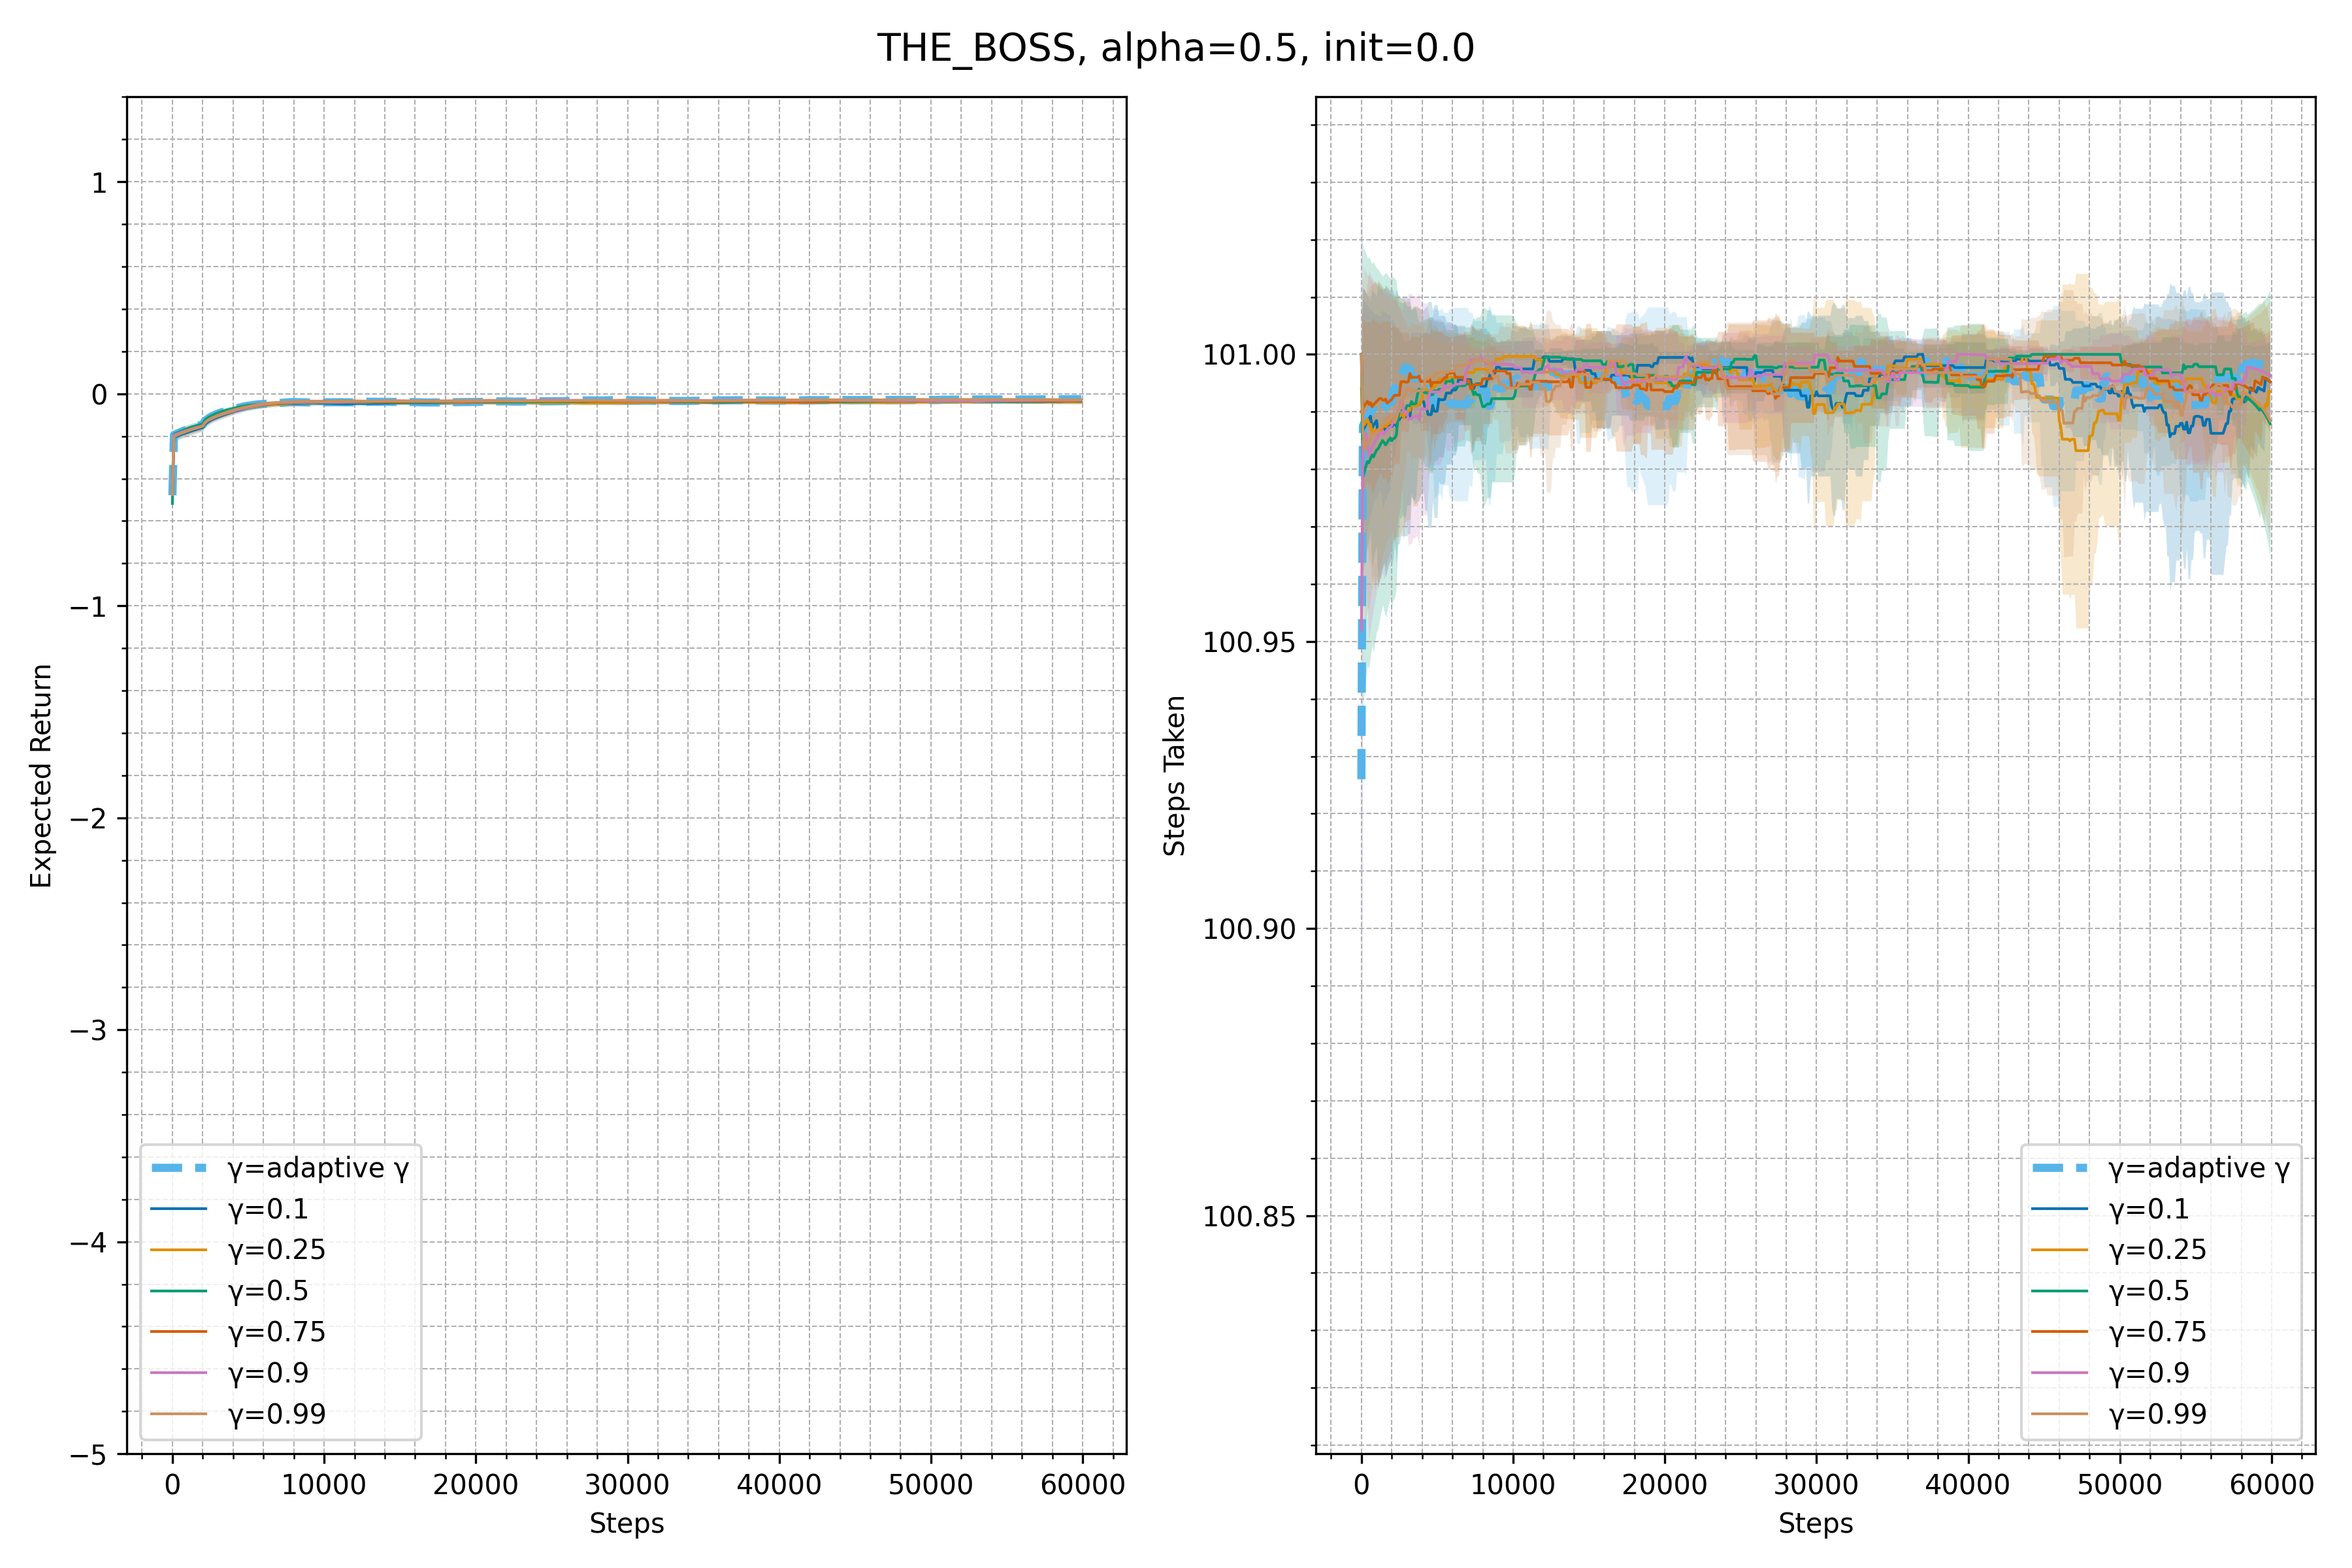 THE_BOSS, alpha=0.5, init=0.0
Expected Return
1
0
−1
−2
−3
−4
−5
0
10000
20000
30000
40000
50000
60000
Steps
γ=adaptive γ
γ=0.1
γ=0.25
γ=0.5
γ=0.75
γ=0.9
γ=0.99
Steps Taken
101.00
100.95
100.90
100.85
0
10000
20000
30000
40000
50000
60000
Steps
γ=adaptive γ
γ=0.1
γ=0.25
γ=0.5
γ=0.75
γ=0.9
γ=0.99